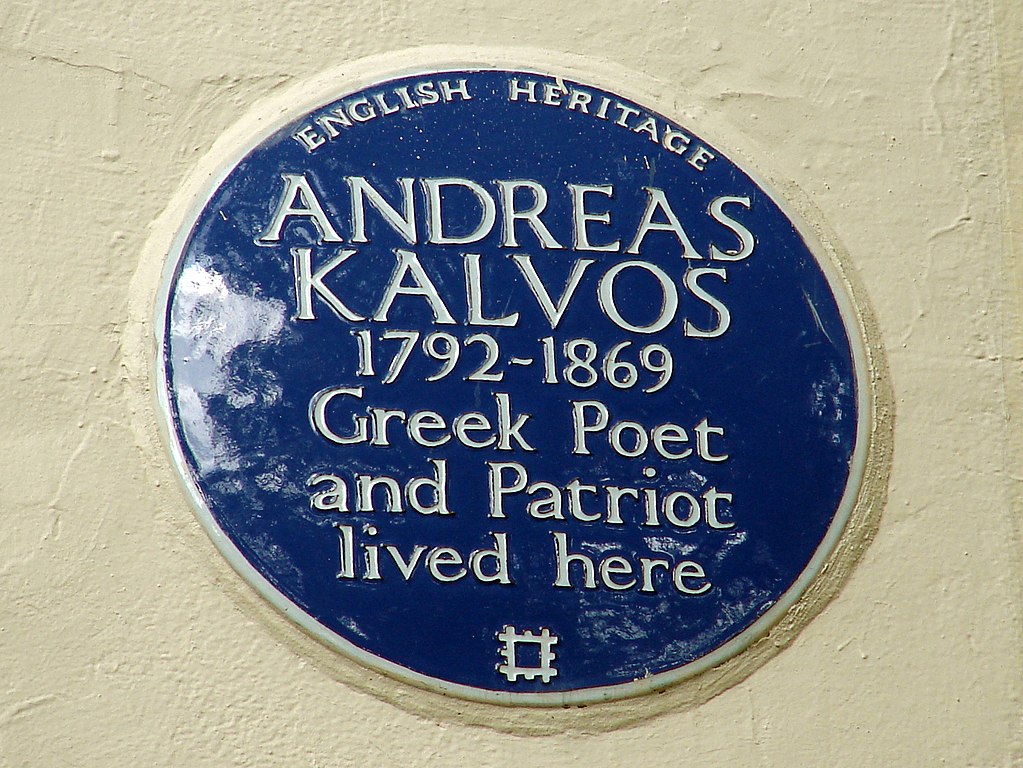 ENGLISH HERITAGE
ANDREAS
KALVOS
1792-1869
Greek Poet
and Patriot
lived here